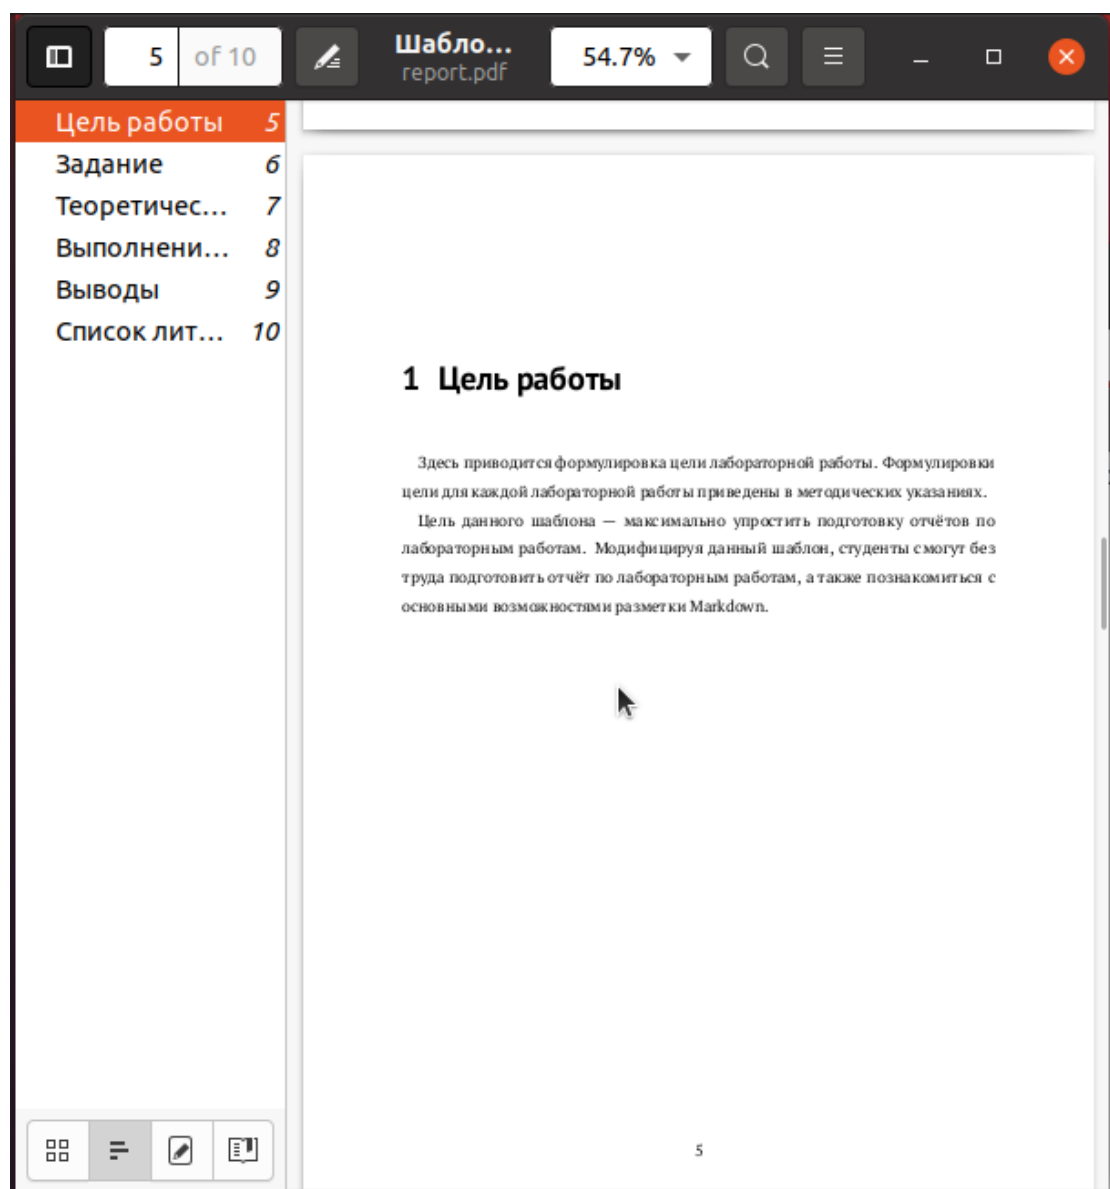 5 of 10
Шабло...
report.pdf
54.7%
Цель работы 5
Задание 6
Теоретичес... 7
Выполнени... 8
Выводы 9
Список лит... 10
1 Цель работы
Здесь приводится формулировка цели лабораторной работы. Формулировки
цели для каждой лабораторной работы приведены в методических указаниях.
Цель данного шаблона — максимально упростить подготовку отчётов по
лабораторным работам. Модифицируя данный шаблон, студенты смогут без
труда подготовить отчёт по лабораторным работам, а также познакомиться с
основными возможностями разметки Markdown.
5